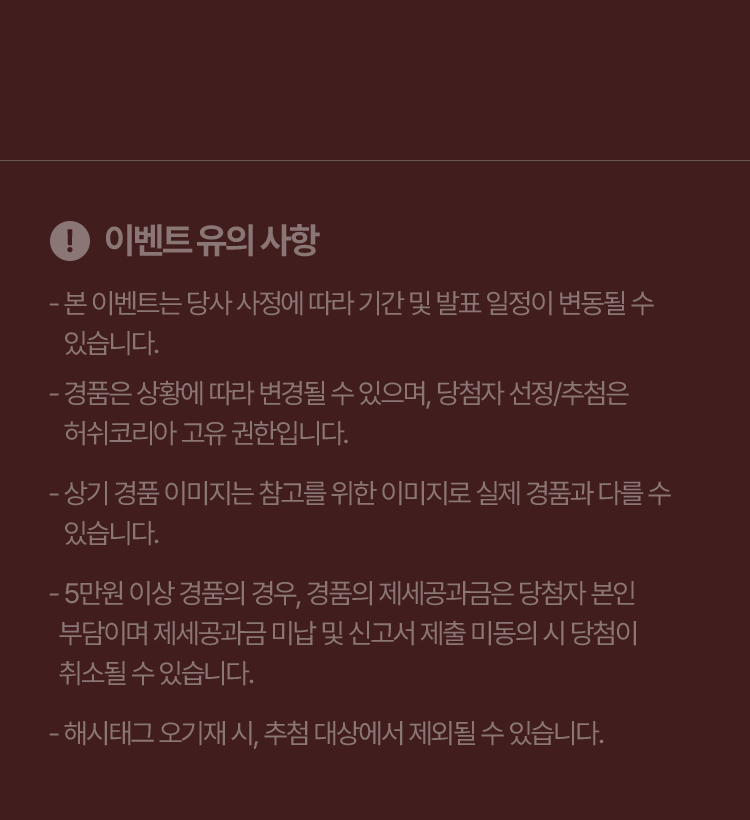 이벤트 유의 사항
- 본 이벤트는 당사 사정에 따라 기간 및 발표 일정이 변동될 수
있습니다.
- 경품은 상황에 따라 변경될 수 있으며, 당첨자 선정/추첨은
허쉬코리아 고유 권한입니다.
- 상기 경품 이미지는 참고를 위한 이미지로 실제 경품과 다를 수
있습니다.
- 5만원 이상 경품의 경우, 경품의 제세공과금은 당첨자 본인
부담이며 제세공과금 미납 및 신고서 제출 미동의 시 당첨이
취소될 수 있습니다.
- 해시태그 오기재 시, 추첨 대상에서 제외될 수 있습니다.